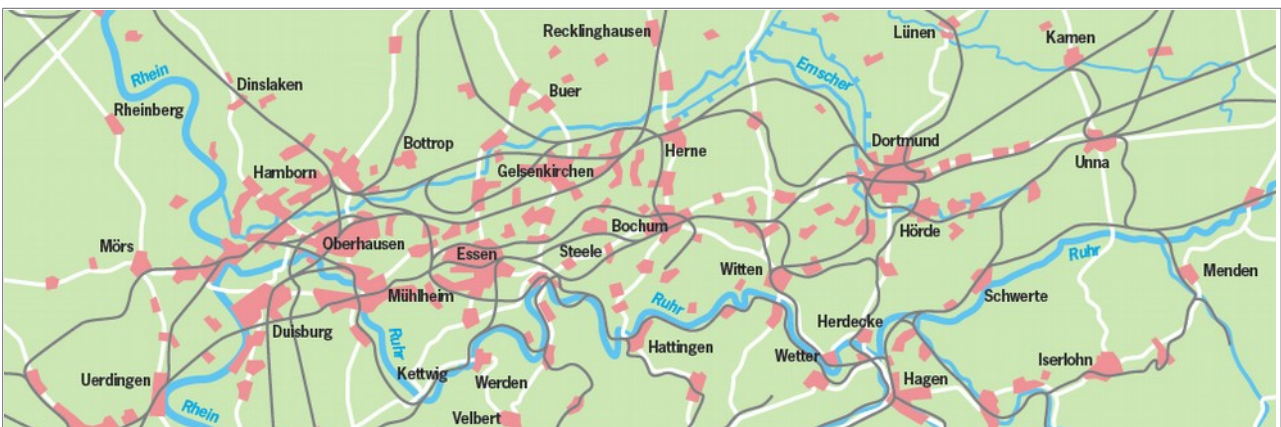 Recklinghausen
Lünen
Kamen
Rhein
Emscher
Dinslaken
Buer
Rheinberg
Dortmund
Bottrop
Herne
Unna
Hamborn
Gelsenkirchen
Bochum
Hörde
Mörs
Oberhausen
Essen
Steele
Ruhr
Witten
Menden
Mühlheim
Schwerte
Ruhr
Duisburg
Ruhr
Herdecke
Hattingen
Wetter
Iserlohn
Uerdingen
Kettwig
Werden
Hagen
Rhein
Velbert